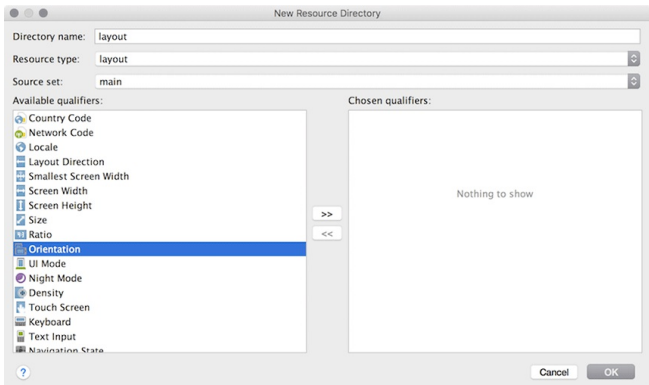 New Resource Directory
Directory name: layout
Resource type: layout
Source set: main
Available qualifiers: Chosen qualifiers:
Country Code
Network Code
Locale
Layout Direction
Smallest Screen Width
Screen Width
Screen Height
Size
Ratio
Orientation
UI Mode
Night Mode
Density
Touch Screen
Keyboard
Text Input
Navigation State
Nothing to show
>>
<<
? Cancel OK